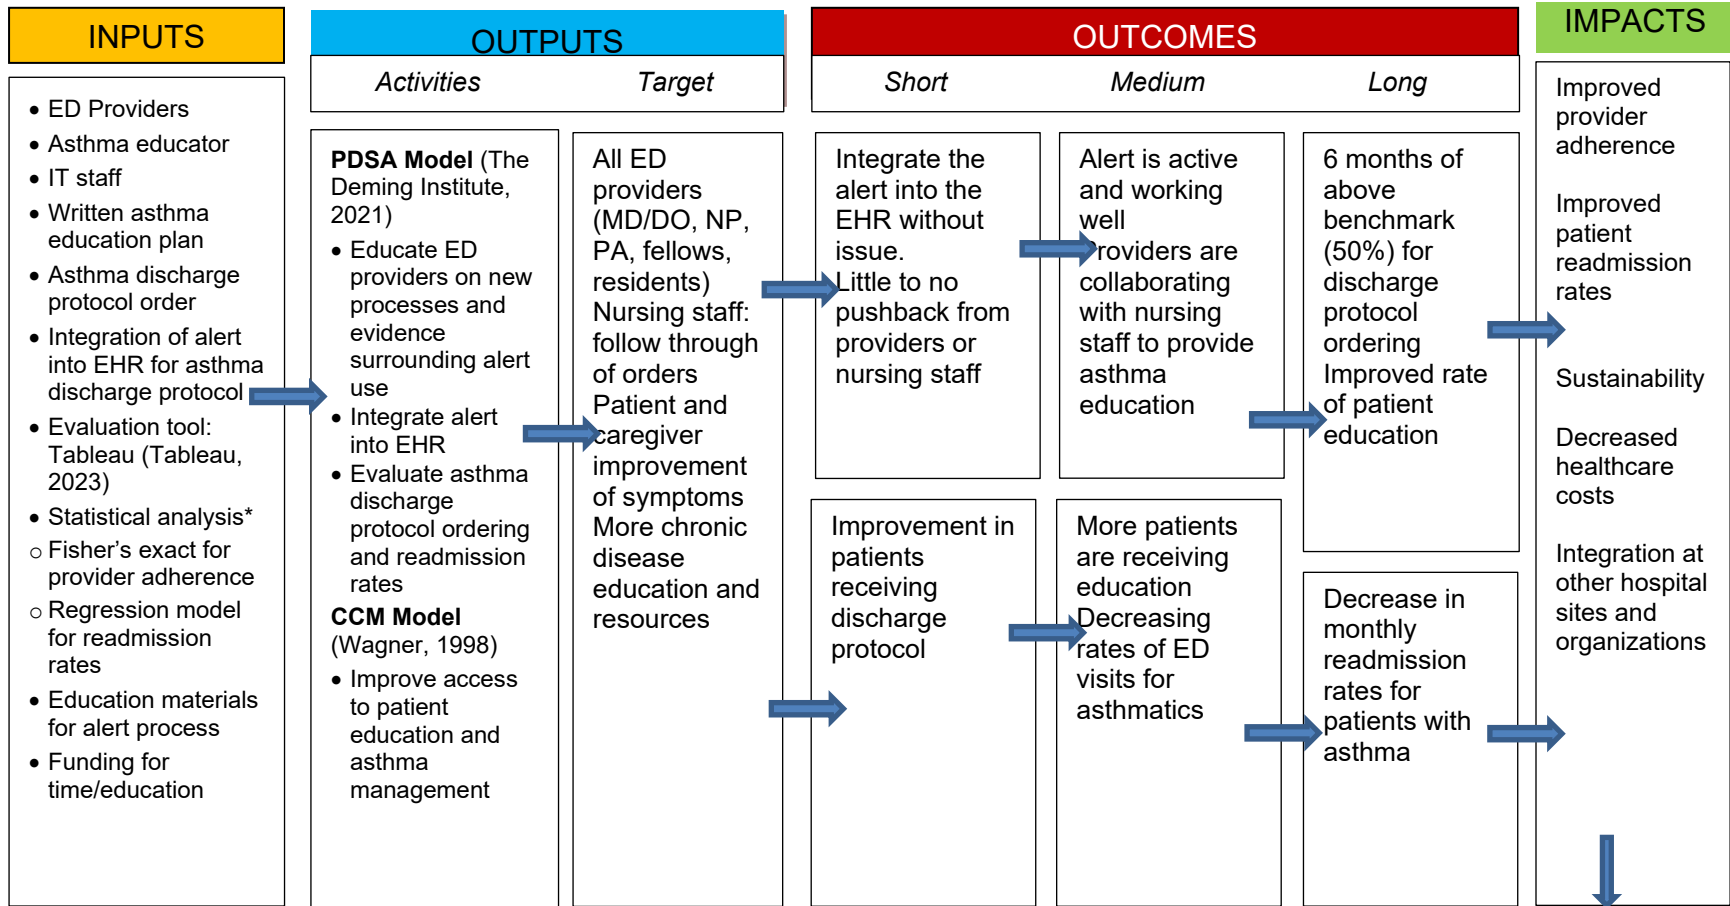 INPUTS
• ED Providers
• Asthma educator
• IT staff
• Written asthma
education plan
• Asthma discharge
protocol order
• Integration of alert
into EHR for asthma
discharge protocol
• Evaluation tool:
Tableau (Tableau,
2023)
• Statistical analysis*
○ Fisher’s exact for
provider adherence
○ Regression model
for readmission
rates
• Education materials
for alert process
• Funding for
time/education
OUTPUTS
Activities
PDSA Model (The
Deming Institute,
2021)
• Educate ED
providers on new
processes and
evidence
surrounding alert
use
• Integrate alert
into EHR
• Evaluate asthma
discharge
protocol ordering
and readmission
rates
CCM Model
(Wagner, 1998)
• Improve access
to patient
education and
asthma
management
Target
All ED
providers
(MD/DO, NP,
PA, fellows,
residents)
Nursing staff:
follow through
of orders
Patient and
caregiver
improvement
of symptoms
More chronic
disease
education and
resources
OUTCOMES
Short
Integrate the
alert into the
EHR without
issue.
Little to no
pushback from
providers or
nursing staff
Improvement in
patients
receiving
discharge
protocol
Medium
Alert is active
and working
well
Providers are
collaborating
with nursing
staff to provide
asthma
education
More patients
are receiving
education
Decreasing
rates of ED
visits for
asthmatics
Long
6 months of
above
benchmark
(50%) for
discharge
protocol
ordering
Improved rate
of patient
education
Decrease in
monthly
readmission
rates for
patients with
asthma
IMPACTS
Improved
provider
adherence
Improved
patient
readmission
rates
Sustainability
Decreased
healthcare
costs
Integration at
other hospital
sites and
organizations